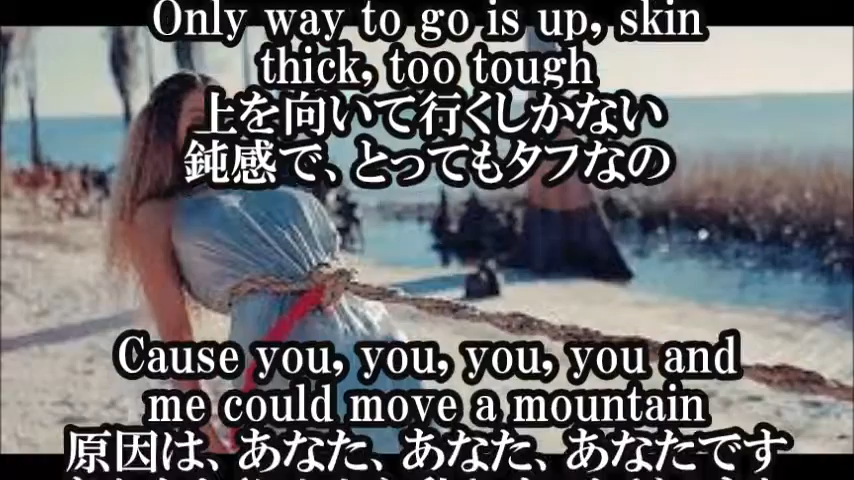 Only way to go is up, skin
thick, too tough
上を向いて行くしかない
鈍感で、とってもタフなの
Cause you, you, you, you and
me could move a mountain
原因は、あなた、あなた、あなたです